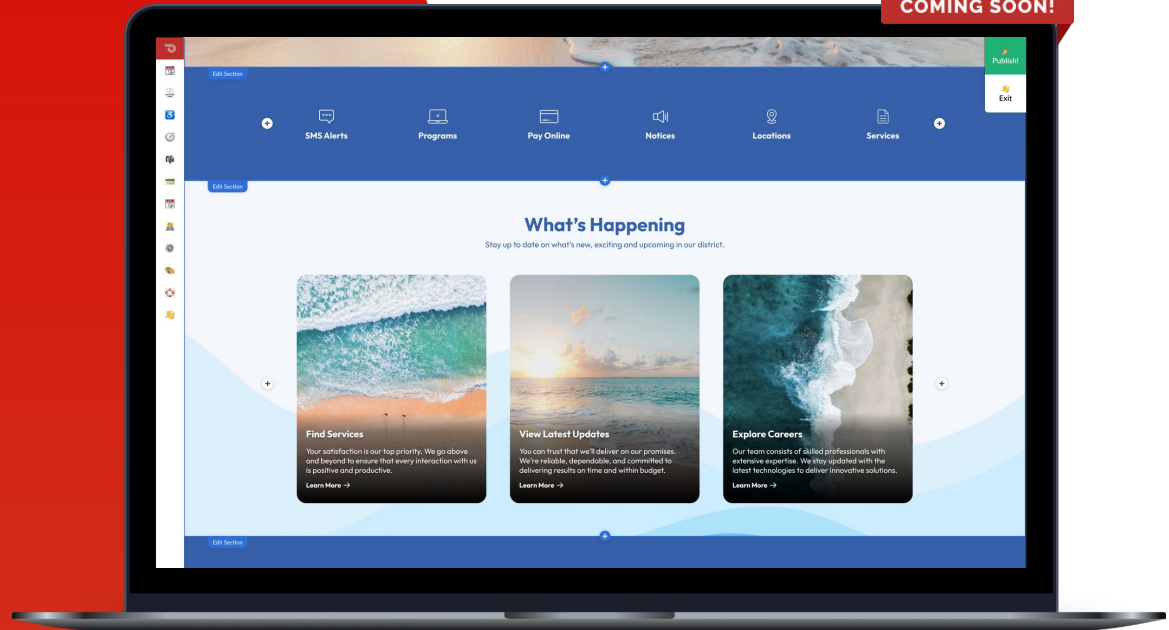 COMING SOON!
Publish!
Exit
Edit Section
SMS Alerts
Programs
Pay Online
Notices
Locations
Services
Edit Section
What's Happening
Stay up to date on what's new, exciting and upcoming in our district.
Find Services
Your satisfaction is our top priority. We go above
and beyond to ensure that every interaction with us
is positive and productive.
Learn More →
View Latest Updates
You can trust that we'll deliver on our promises.
We're reliable, dependable, and committed to
delivering results on time and within budget.
Learn More →
Explore Careers
Our team consists of skilled professionals with
extensive expertise. We stay updated with the
latest technologies to deliver innovative solutions.
Learn More →
Edit Section